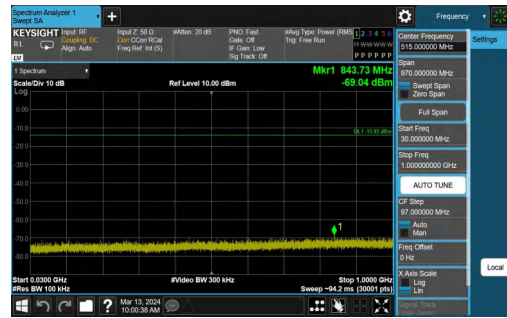 Spectrum Analyzer 1
Swept SA
Frequency
Settings
KEYSIGHT
Input: RF
Coupling: DC
Align: Auto
Input Z: 50 Ω
Corr CCorr RCal
Freq Ref: Int (S)
#Atten: 20 dB
PNO: Fast
Gate: Off
IF Gain: Low
Sig Track: Off
#Avg Type: Power (RMS)
Trig: Free Run
1 2 3 4 5 6
M W W W W W
P P P P P P
Center Frequency
515.000000 MHz
Span
970.000000 MHz
Swept Span
Zero Span
Full Span
Start Freq
30.000000 MHz
Stop Freq
1.000000000 GHz
AUTO TUNE
CF Step
97.000000 MHz
Auto
Man
Freq Offset
0 Hz
X Axis Scale
Log
Lin
Signal Track
Local
1 Spectrum
Scale/Div 10 dB
Log
Ref Level 10.00 dBm
Mkr1 843.73 MHz
-69.04 dBm
0.00
-10.0
-20.0
-30.0
-40.0
-50.0
-60.0
-70.0
-80.0
1
Start 0.0300 GHz
#Res BW 100 kHz
#Video BW 300 kHz
Stop 1.0000 GHz
Sweep ~94.2 ms (30001 pts)
Mar 13, 2024
10:00:38 AM